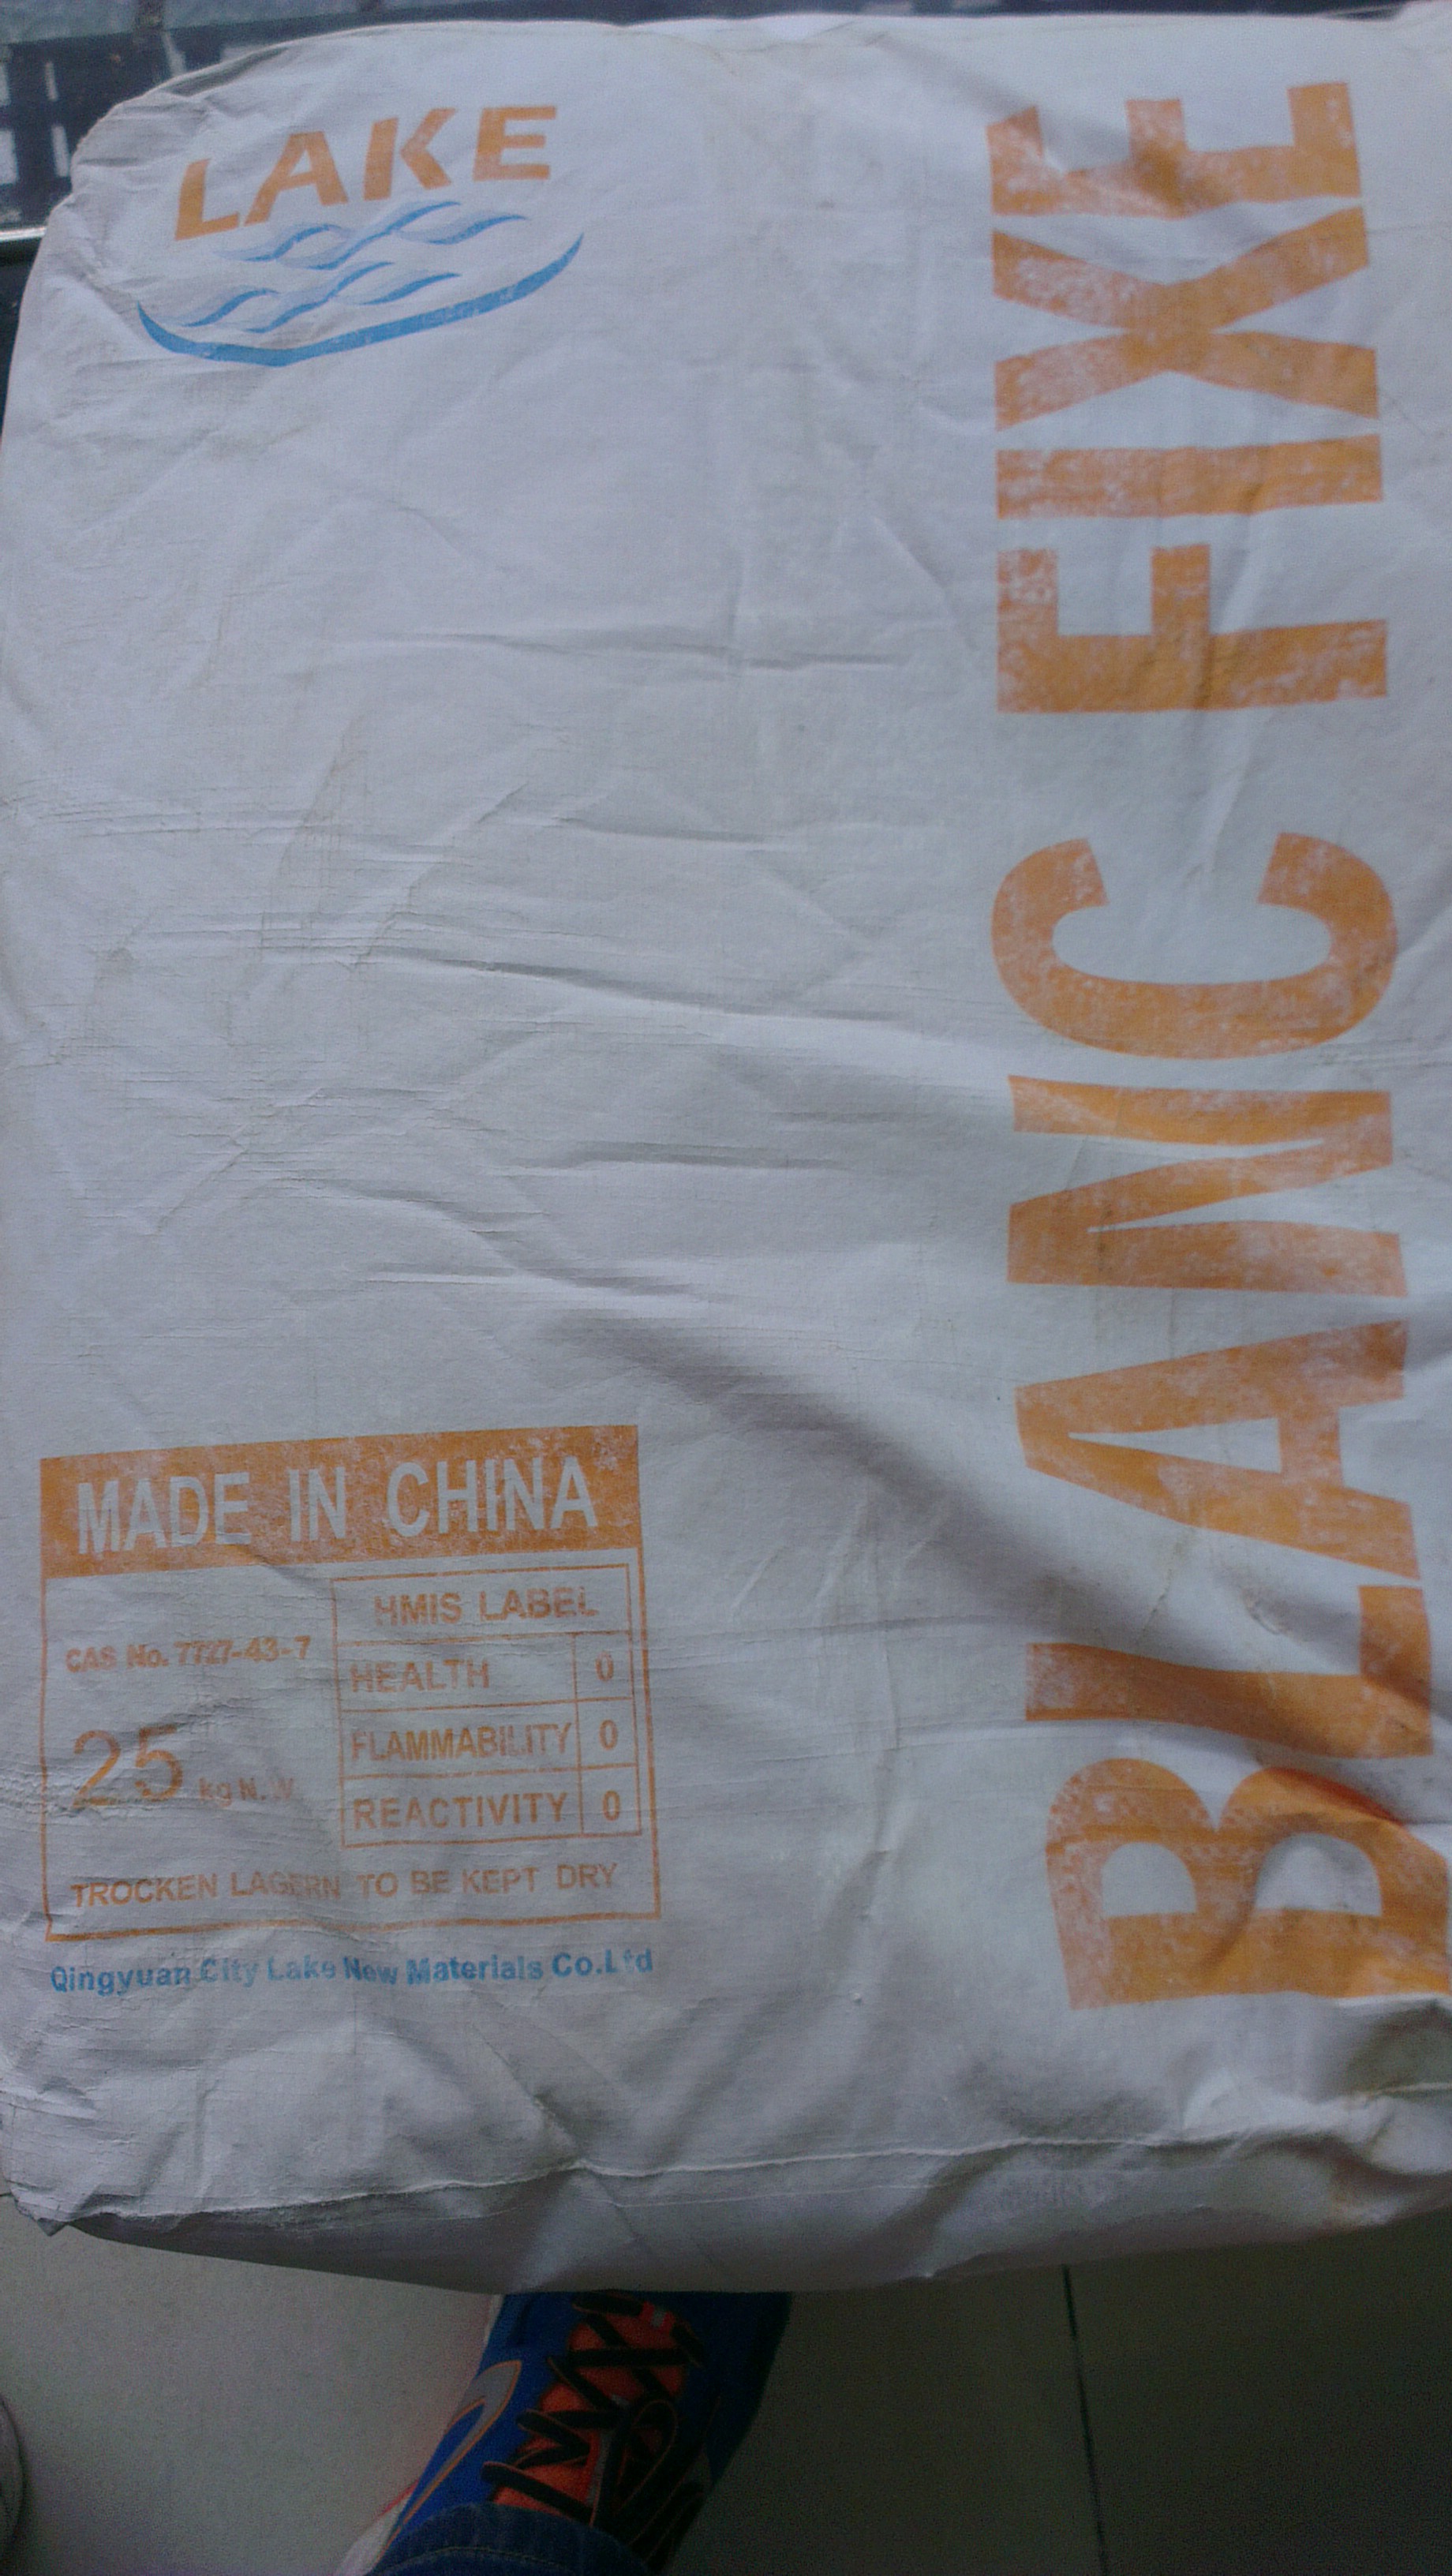 LAKE
BLANC FIXE
MADE IN CHINA
HMIS LABEL
CAS No. 7727-43-7
HEALTH 0
25 kg N.W
FLAMMABILITY 0
REACTIVITY 0
TROCKEN LAGERN TO BE KEPT DRY
Qingyuan City Lake New Materials Co.Ltd